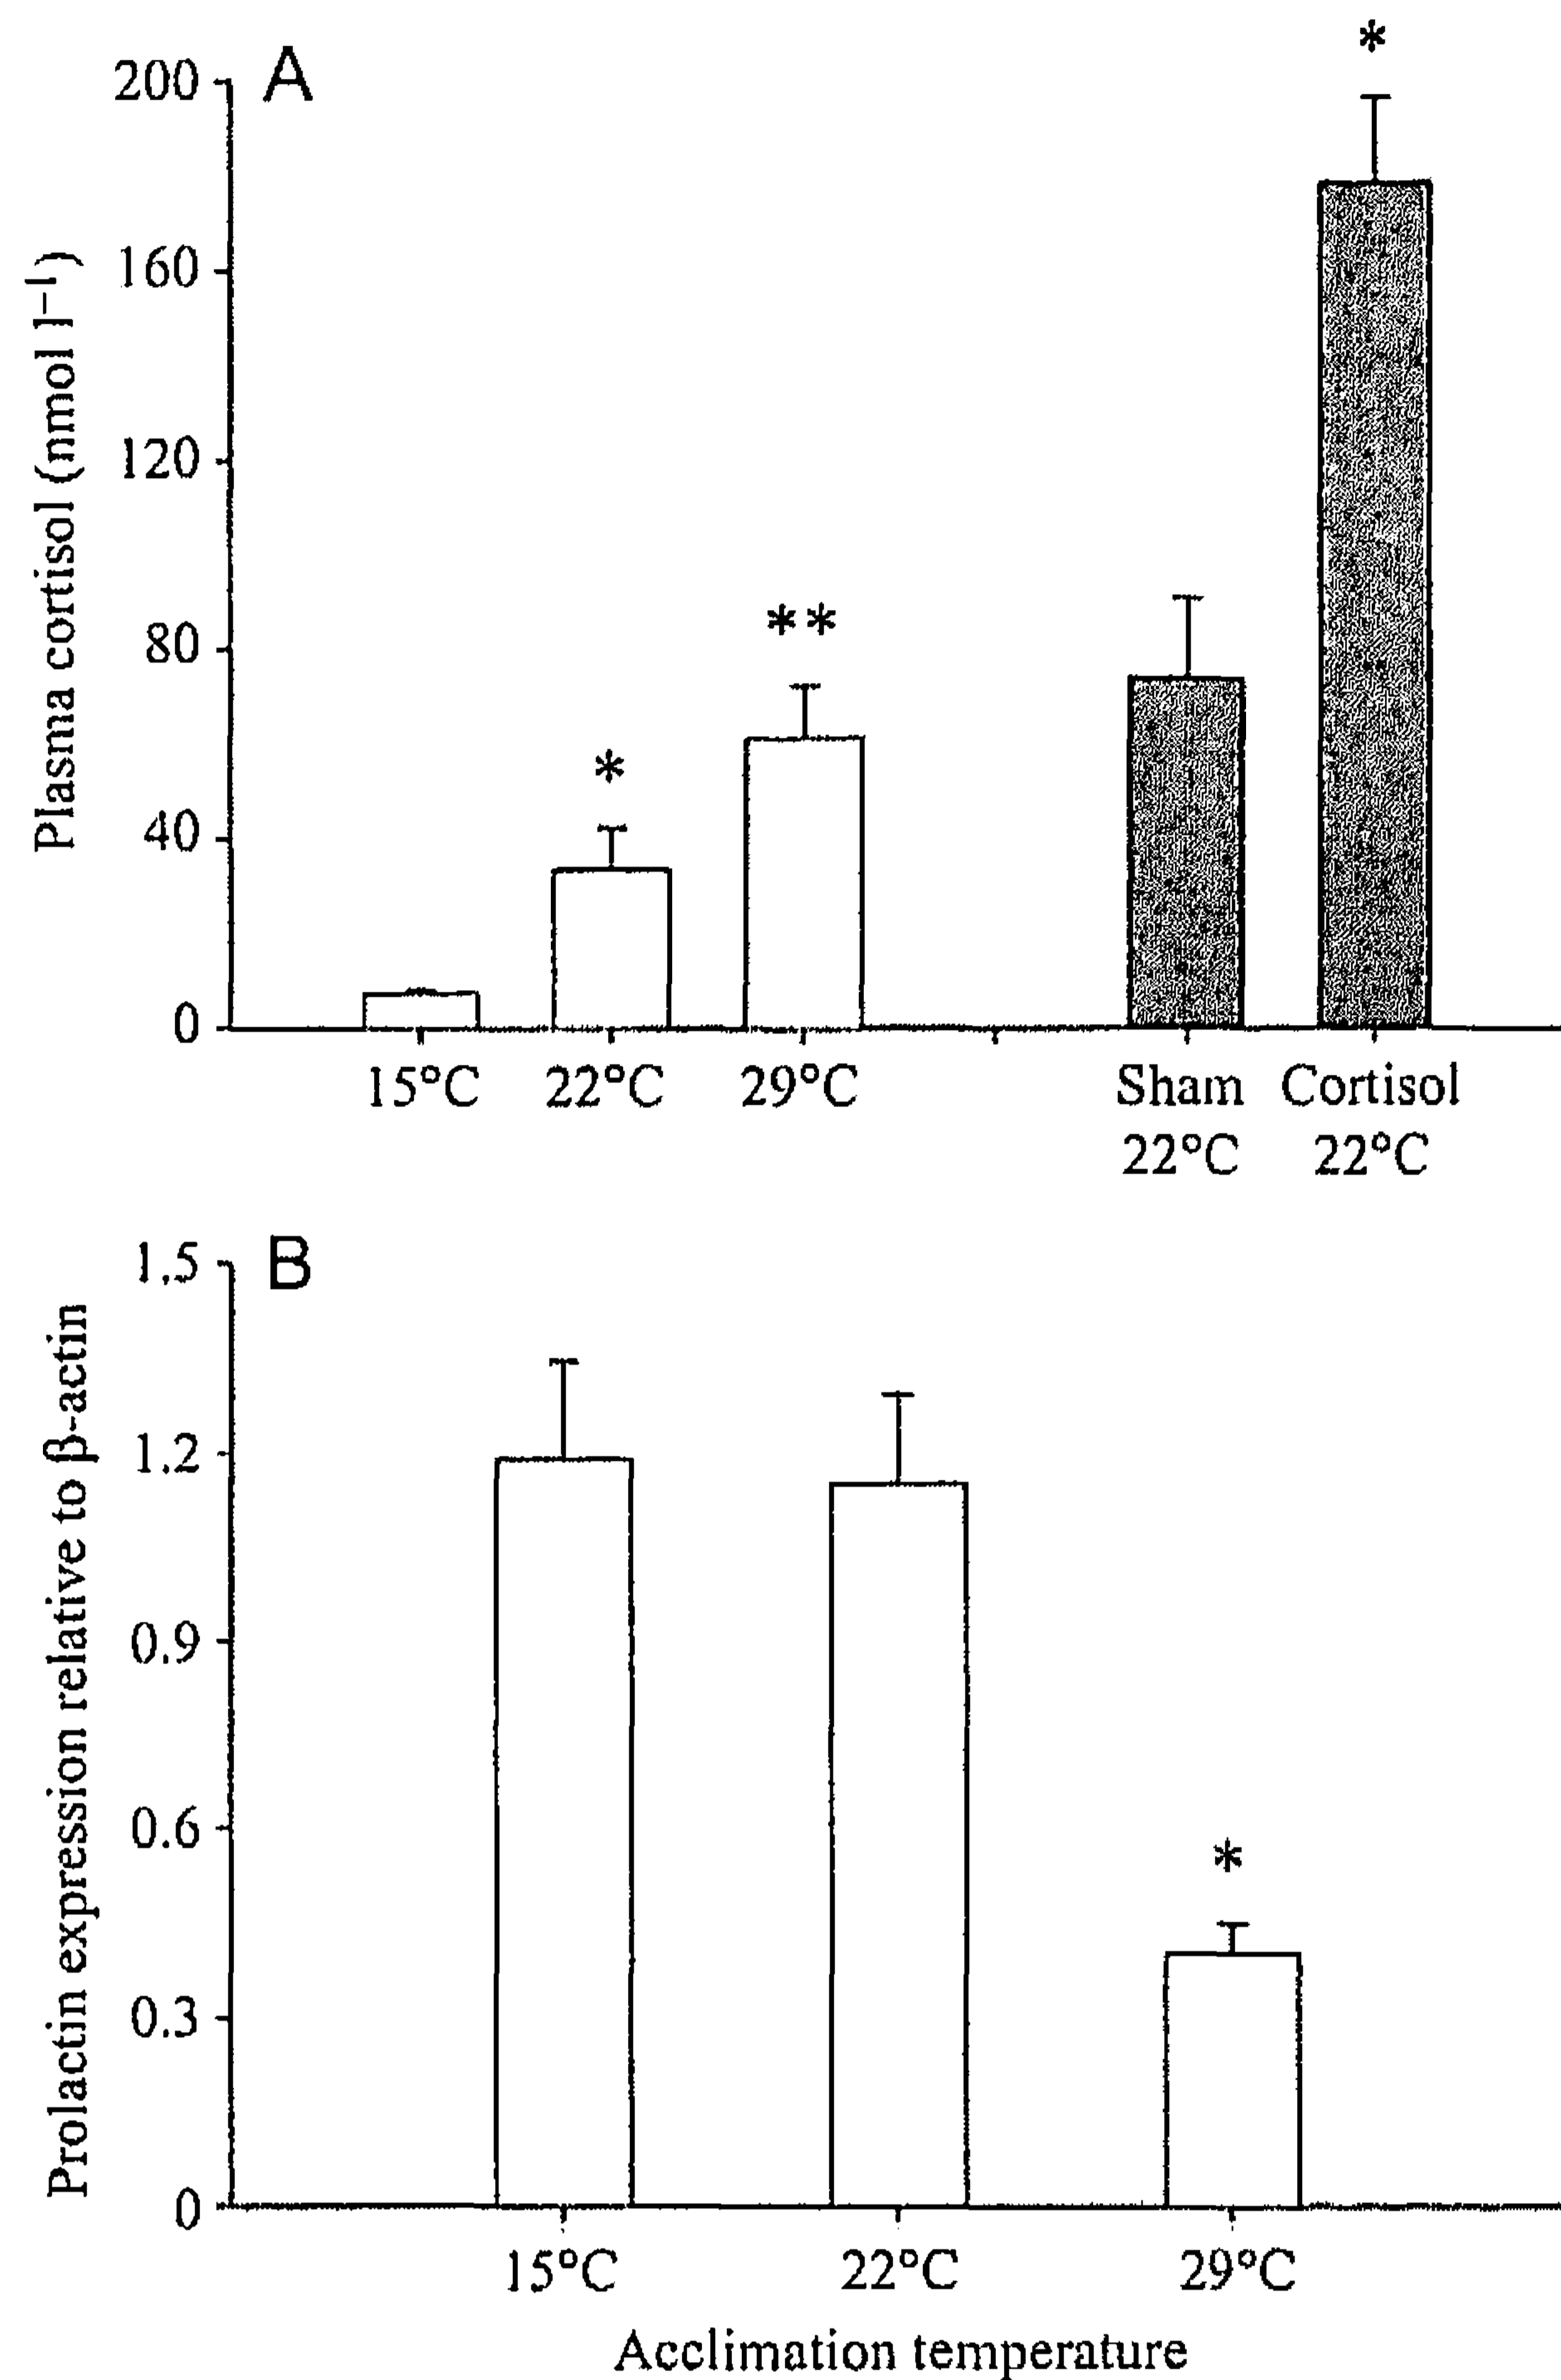 A
*
200
160
120
80
40
0
Plasma cortisol (nmol l⁻¹)
*
**
15°C 22°C 29°C Sham Cortisol
22°C 22°C
B
1.5
1.2
0.9
0.6
0.3
0
Prolactin expression relative to β-actin
*
15°C 22°C 29°C
Acclimation temperature